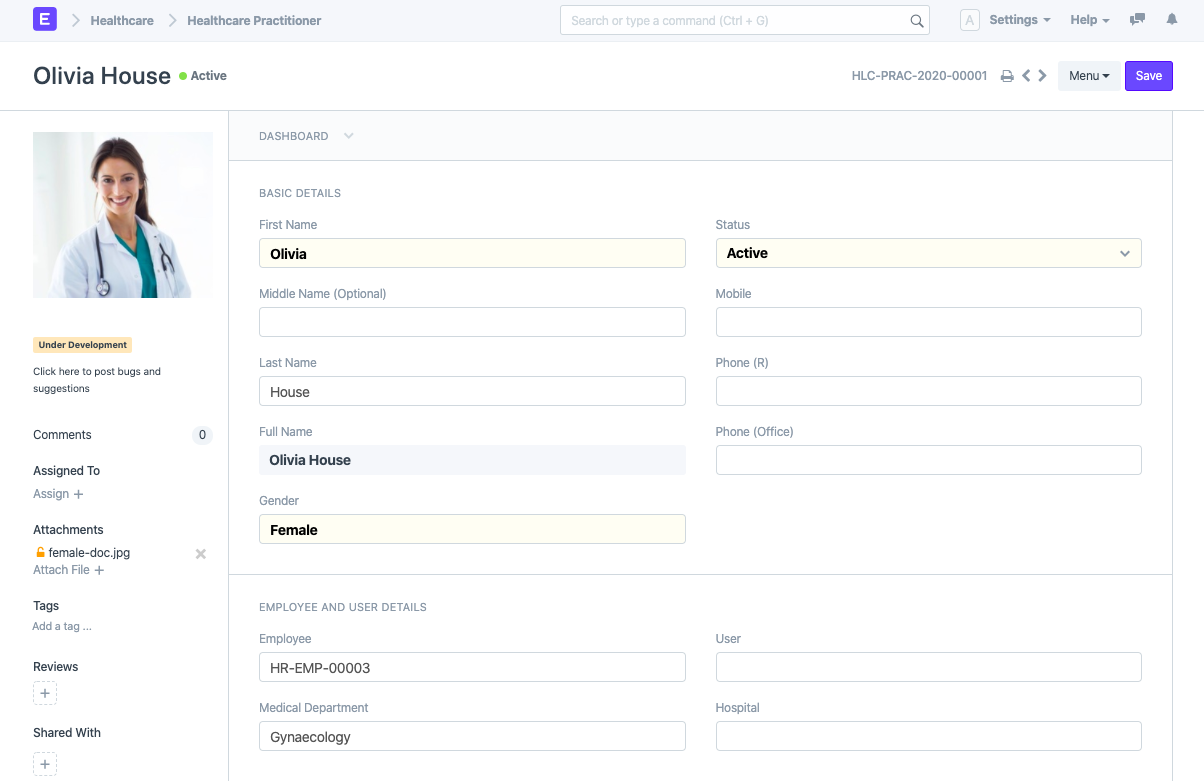 E
Healthcare
Healthcare Practitioner
Search or type a command (Ctrl + G)
A
Settings
Help
Olivia House
Active
HLC-PRAC-2020-00001
Menu
Save
Under Development
Click here to post bugs and
suggestions
Comments
0
Assigned To
Assign +
Attachments
female-doc.jpg
Attach File +
Tags
Add a tag ...
Reviews
+
Shared With
+
DASHBOARD
BASIC DETAILS
First Name
Olivia
Middle Name (Optional)
Last Name
House
Full Name
Olivia House
Gender
Female
Status
Active
Mobile
Phone (R)
Phone (Office)
EMPLOYEE AND USER DETAILS
Employee
HR-EMP-00003
Medical Department
Gynaecology
User
Hospital